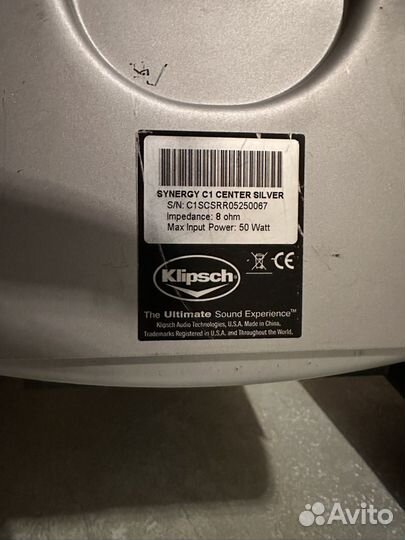 SYNERGY C1 CENTER SILVER
S/N: C1SCSRR05250067
Impedance: 8 ohm
Max Input Power: 50 Watt
Klipsch
CE
The Ultimate Sound Experience™
Klipsch Audio Technologies, U.S.A. Made in China.
Trademarks Registered in U.S.A. and Throughout the World.
Avito